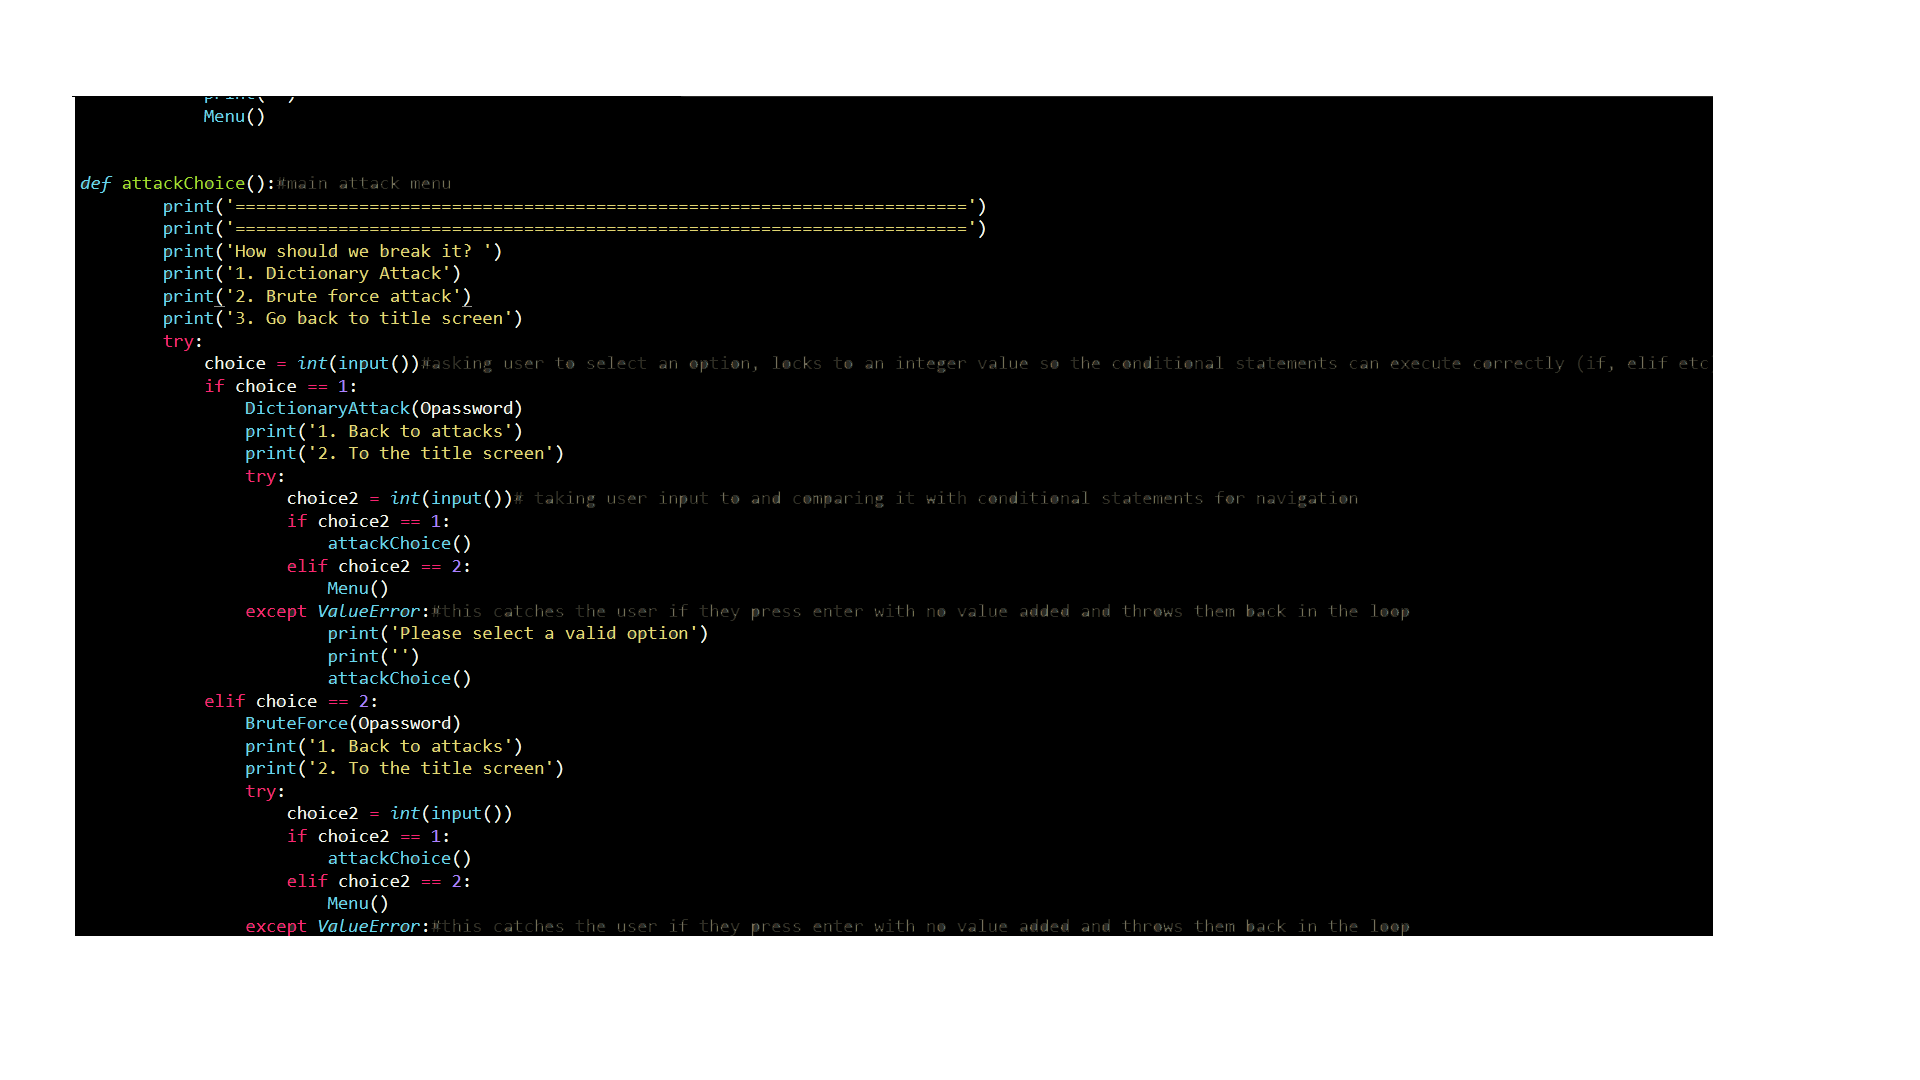 Menu()
def attackChoice():#main attack menu
print('=======================================================================')
print('=======================================================================')
print('How should we break it? ')
print('1. Dictionary Attack')
print('2. Brute force attack')
print('3. Go back to title screen')
try:
choice = int(input())#asking user to select an option, locks to an integer value so the conditional statements can execute correctly (if, elif etc
if choice == 1:
DictionaryAttack(Opassword)
print('1. Back to attacks')
print('2. To the title screen')
try:
choice2 = int(input())# taking user input to and comparing it with conditional statements for navigation
if choice2 == 1:
attackChoice()
elif choice2 == 2:
Menu()
except ValueError:#this catches the user if they press enter with no value added and throws them back in the loop
print('Please select a valid option')
print('')
attackChoice()
elif choice == 2:
BruteForce(Opassword)
print('1. Back to attacks')
print('2. To the title screen')
try:
choice2 = int(input())
if choice2 == 1:
attackChoice()
elif choice2 == 2:
Menu()
except ValueError:#this catches the user if they press enter with no value added and throws them back in the loop